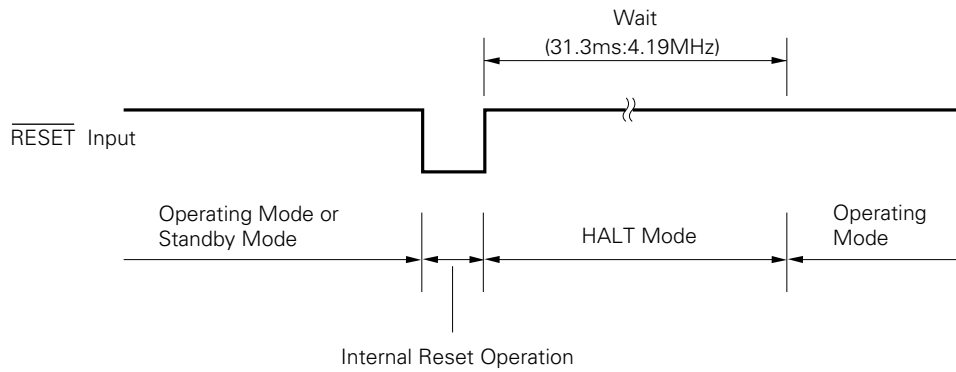 Wait
(31.3ms:4.19MHz)
RESET Input
Operating Mode or
Standby Mode
HALT Mode
Operating
Mode
Internal Reset Operation